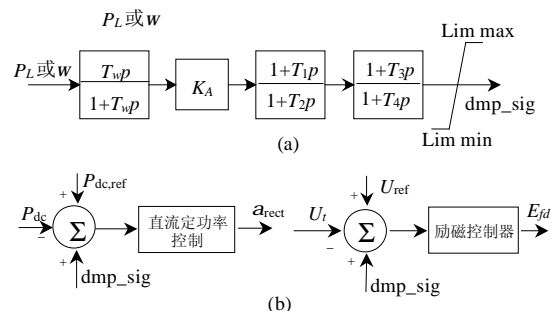 P_L或w
P_L或w
T_wp
1+T_wp
K_A
1+T_1p
1+T_2p
1+T_3p
1+T_4p
Lim max
dmp_sig
Lim min
(a)
P_dc,ref
+
P_dc
−
Σ
+
dmp_sig
直流定功率
控制
a_rect
U_ref
+
U_t
−
Σ
+
dmp_sig
励磁控制器
E_fd
(b)